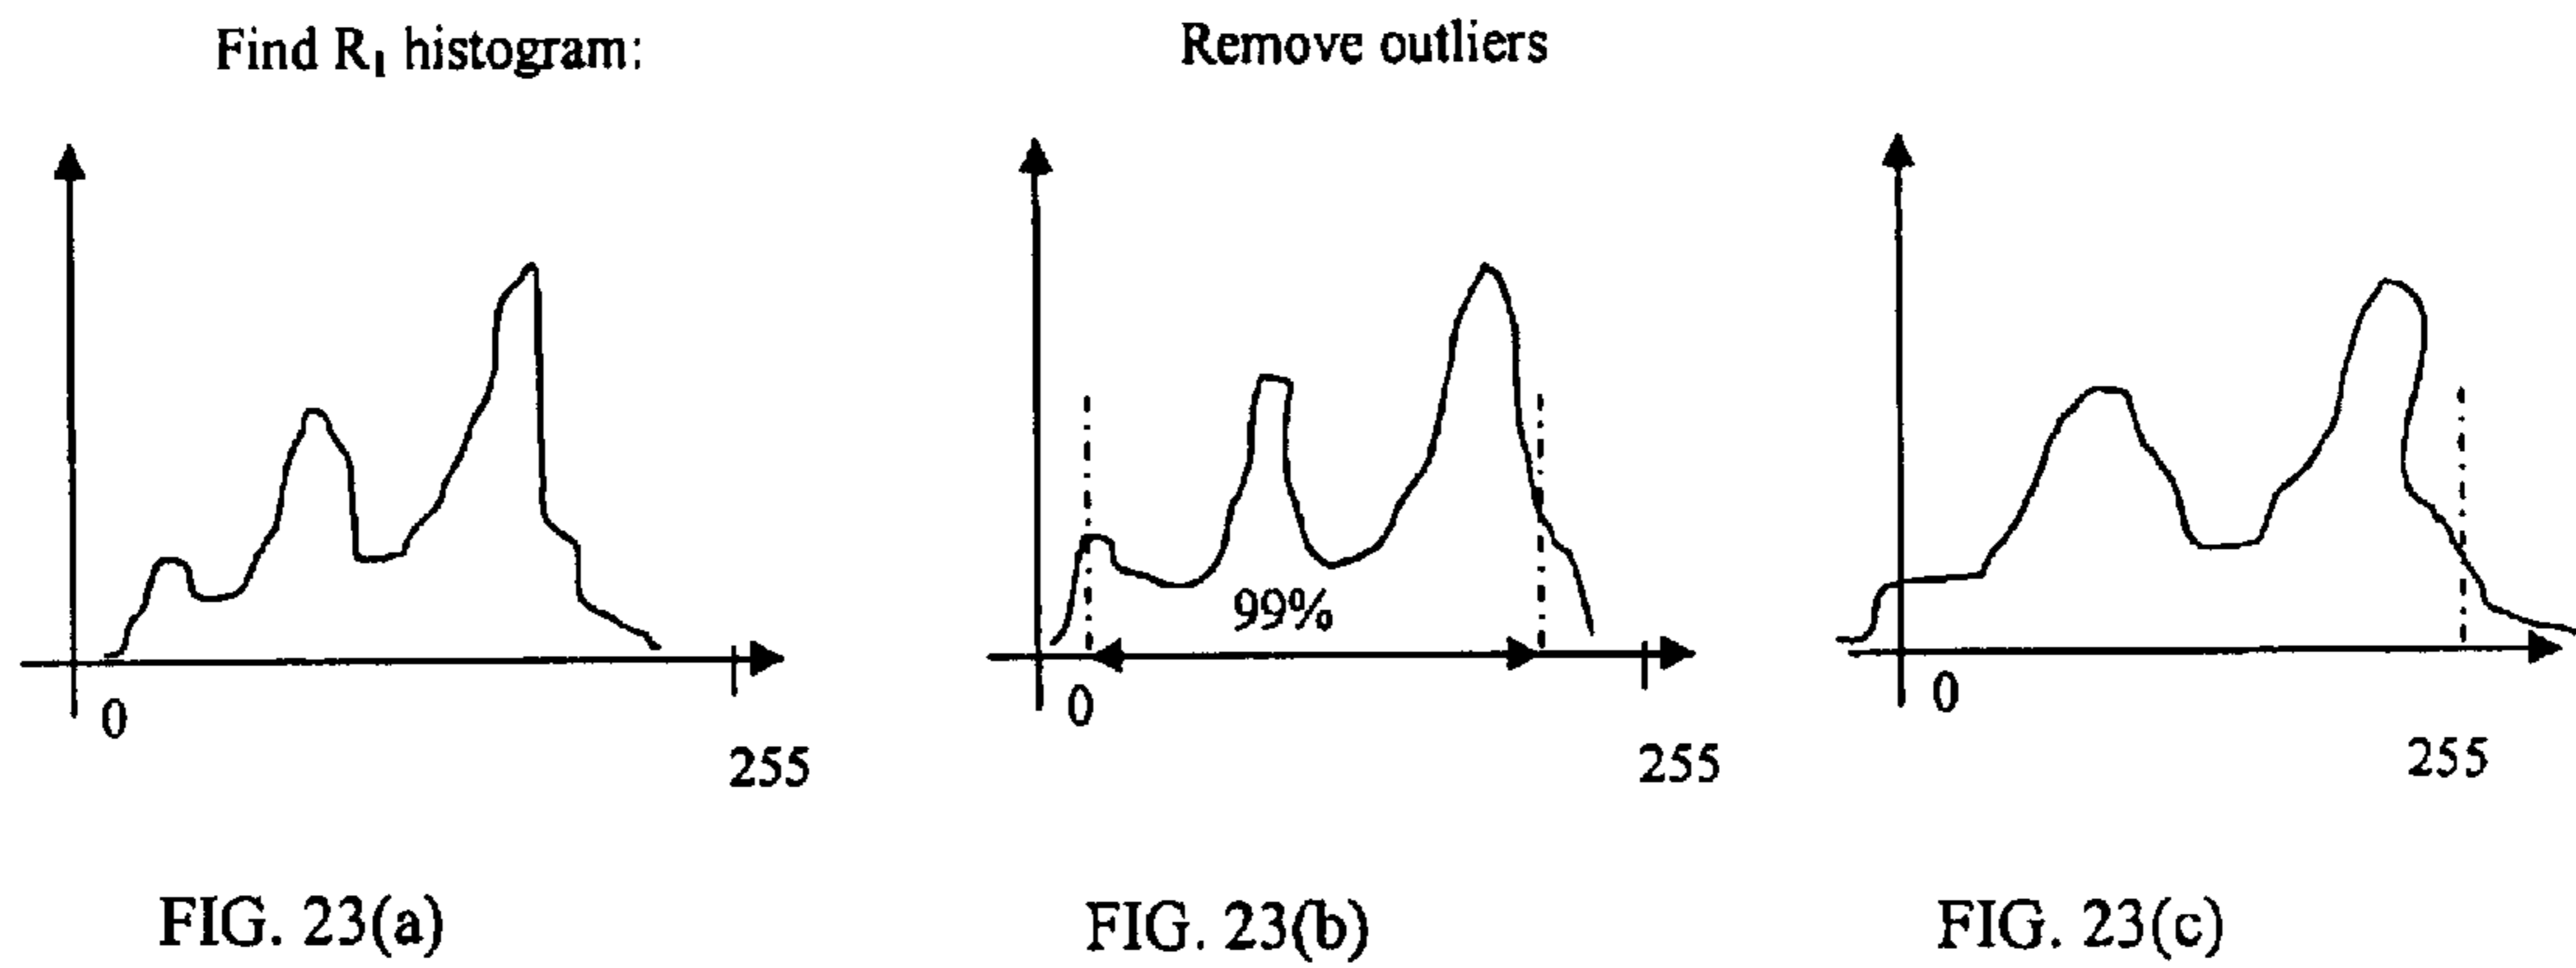 Find R₁ histogram:
Remove outliers
99%
0
255
0
255
0
255
FIG. 23(a)
FIG. 23(b)
FIG. 23(c)